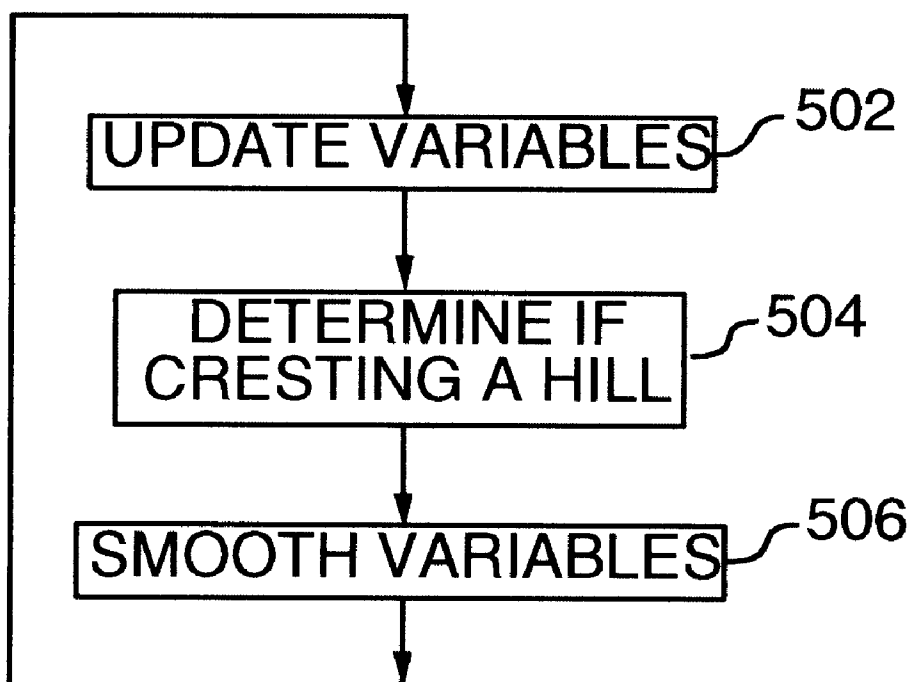 UPDATE VARIABLES
502
DETERMINE IF
CRESTING A HILL
504
SMOOTH VARIABLES
506